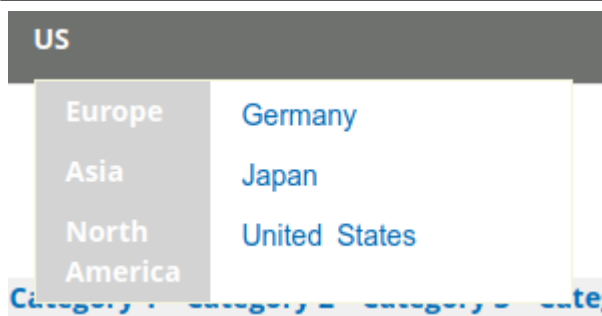 US
Europe Germany
Asia Japan
North United States
America